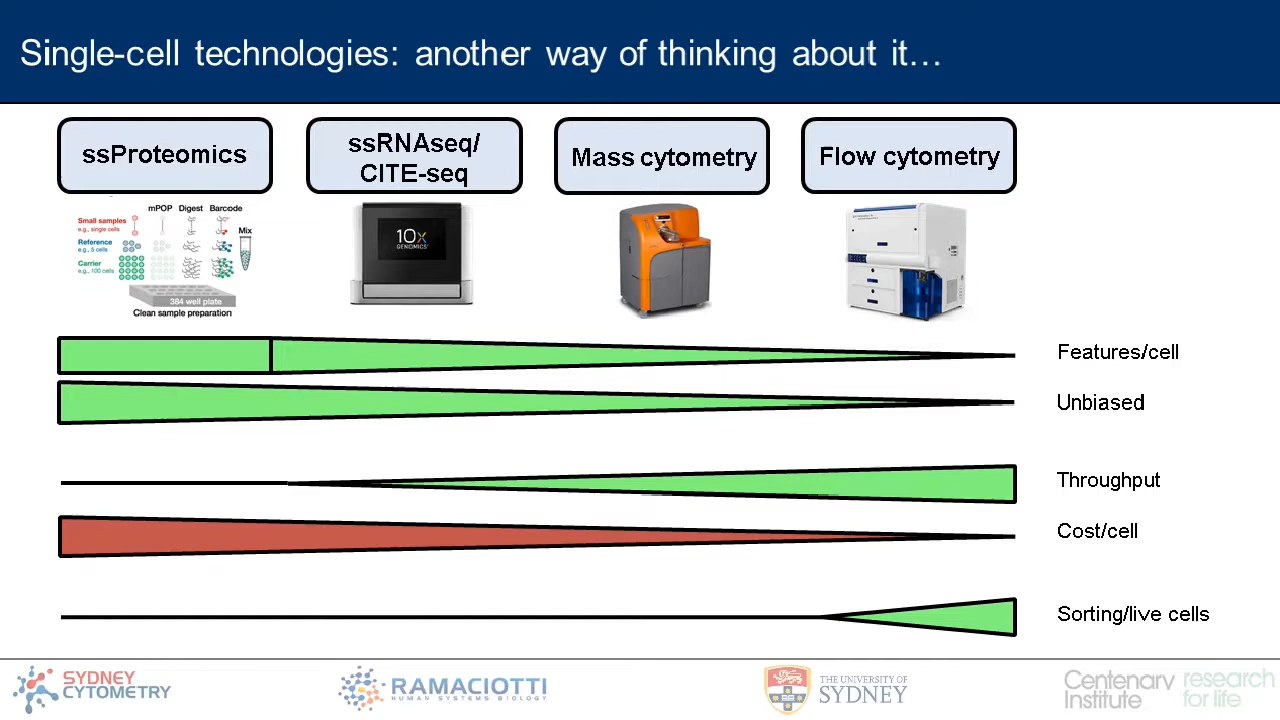 Single-cell technologies: another way of thinking about it…
ssProteomics
ssRNAseq/
CITE-seq
Mass cytometry
Flow cytometry
mPOP Digest Barcode
Small samples
e.g., single cells
Mix
Reference
e.g., 5 cells
Carrier
e.g., 100 cells
384 well plate
Clean sample preparation
10x
GENOMICS
Features/cell
Unbiased
Throughput
Cost/cell
Sorting/live cells
SYDNEY
CYTOMETRY
RAMACIOTTI
HUMAN SYSTEMS BIOLOGY
THE UNIVERSITY OF
SYDNEY
Centenary
Institute
research
for life